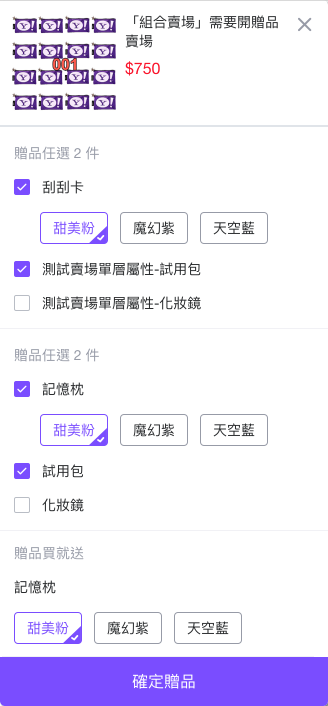 「組合賣場」需要開贈品
賣場
$750
001
贈品任選 2 件
刮刮卡
甜美粉 魔幻紫 天空藍
測試賣場單層屬性-試用包
測試賣場單層屬性-化妝鏡
贈品任選 2 件
記憶枕
甜美粉 魔幻紫 天空藍
試用包
化妝鏡
贈品買就送
記憶枕
甜美粉 魔幻紫 天空藍
確定贈品